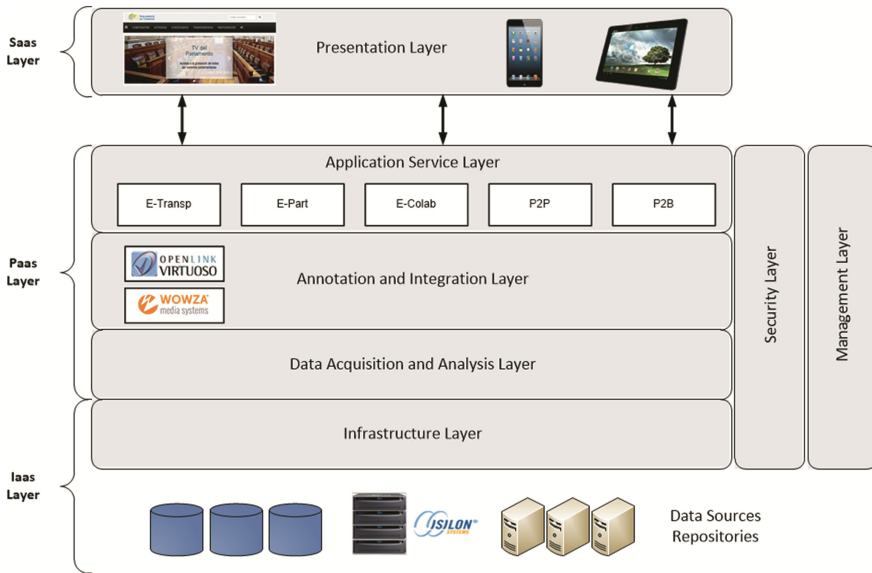 Saas
Layer
Presentation Layer
TV del
Parlamento
Application Service Layer
E-Transp
E-Part
E-Colab
P2P
P2B
Paas
Layer
OPENLINK
VIRTUOSO
WOWZA
media systems
Annotation and Integration Layer
Data Acquisition and Analysis Layer
Security Layer
Management Layer
Iaas
Layer
Infrastructure Layer
ISILON®
SYSTEMS
Data Sources
Repositories